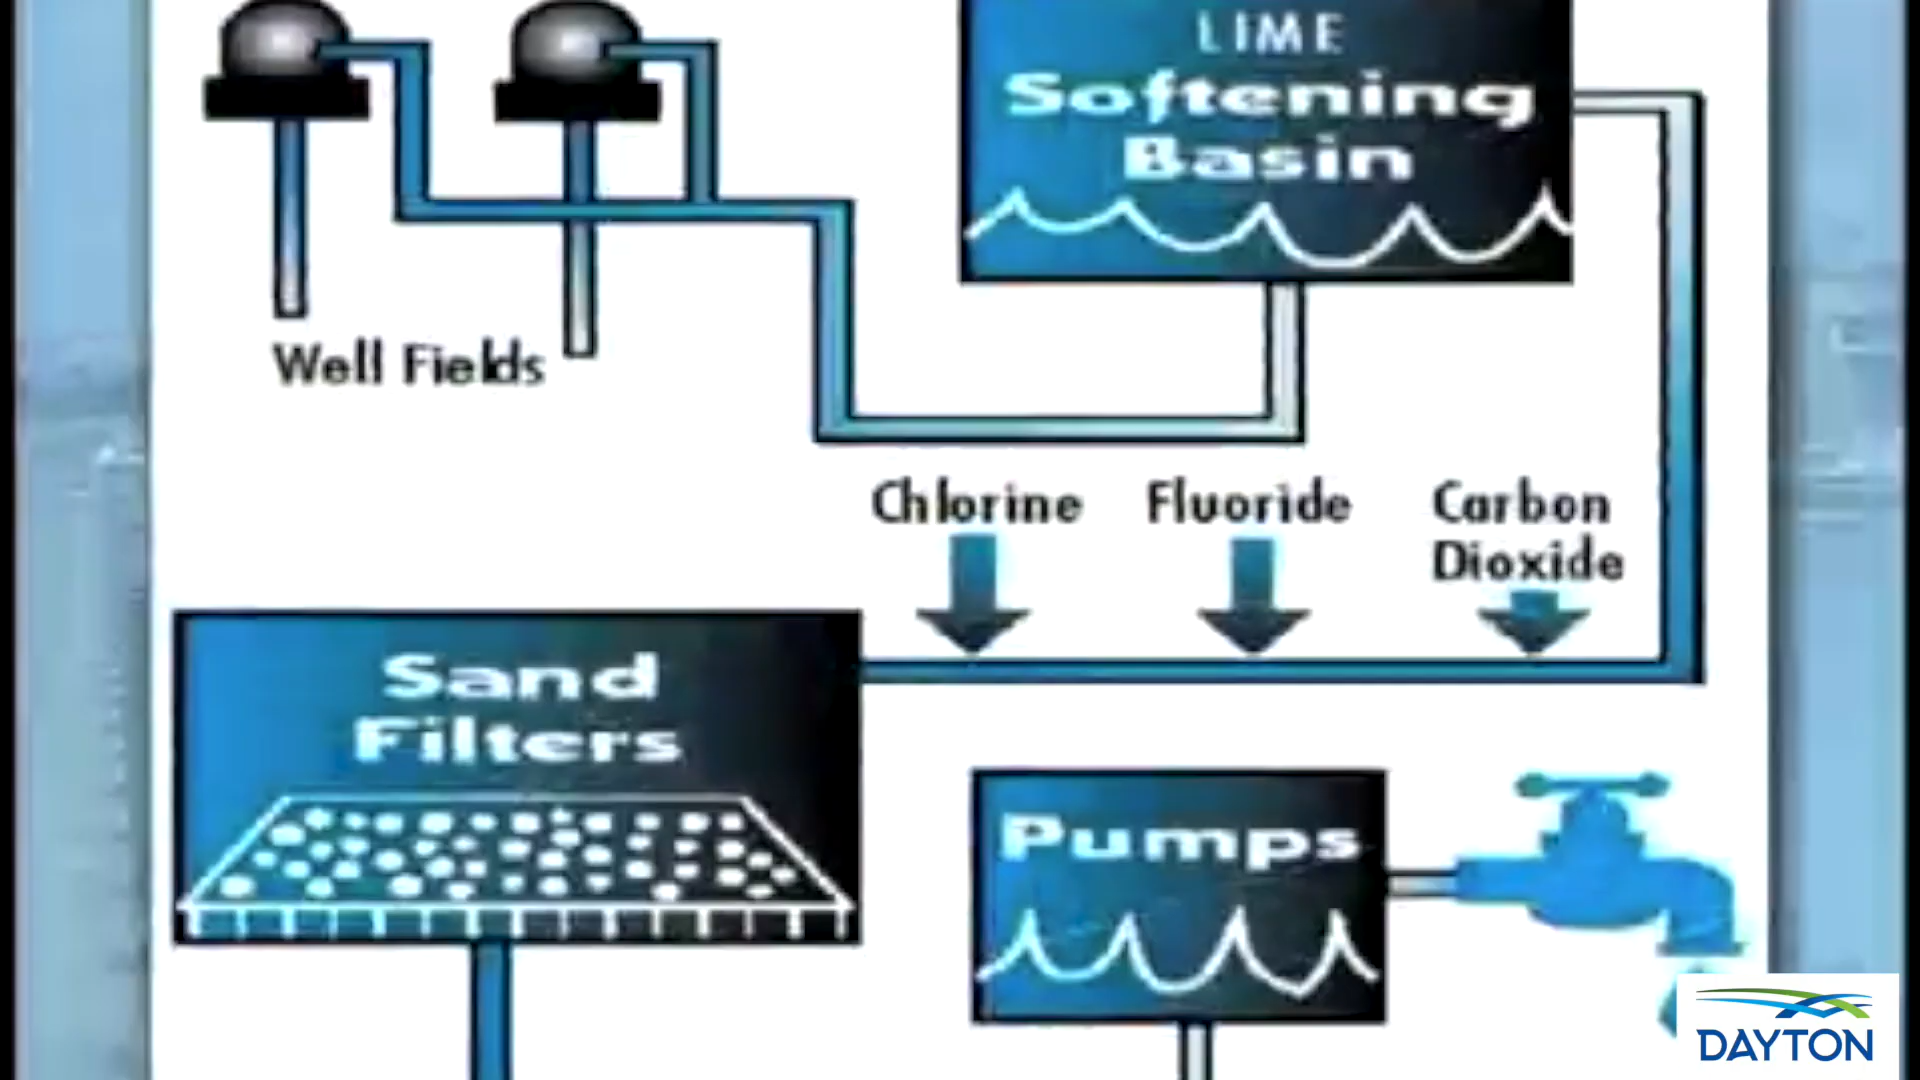 LIME
Softening
Basin
Well Fields
Chlorine
Fluoride
Carbon
Dioxide
Sand
Filters
Pumps
DAYTON